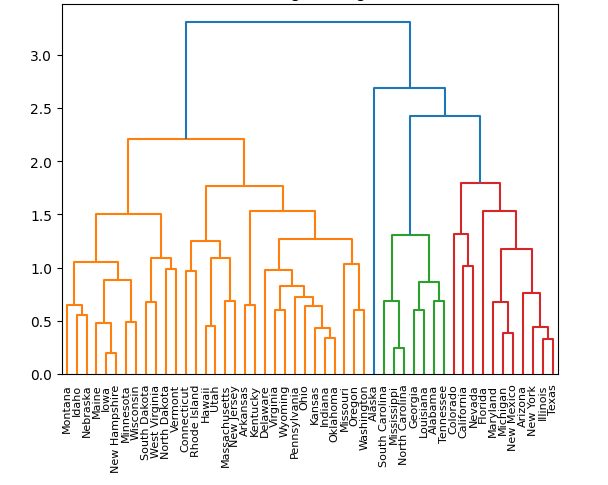 3.0
2.5
2.0
1.5
1.0
0.5
0.0
Montana
Idaho
Nebraska
Maine
Iowa
New Hampshire
Minnesota
Wisconsin
South Dakota
West Virginia
North Dakota
Vermont
Connecticut
Rhode Island
Hawaii
Utah
Massachusetts
New Jersey
Arkansas
Kentucky
Delaware
Virginia
Wyoming
Pennsylvania
Ohio
Kansas
Indiana
Oklahoma
Missouri
Oregon
Washington
Alaska
South Carolina
Mississippi
North Carolina
Georgia
Louisiana
Alabama
Tennessee
Colorado
California
Nevada
Florida
Maryland
Michigan
New Mexico
Arizona
New York
Illinois
Texas